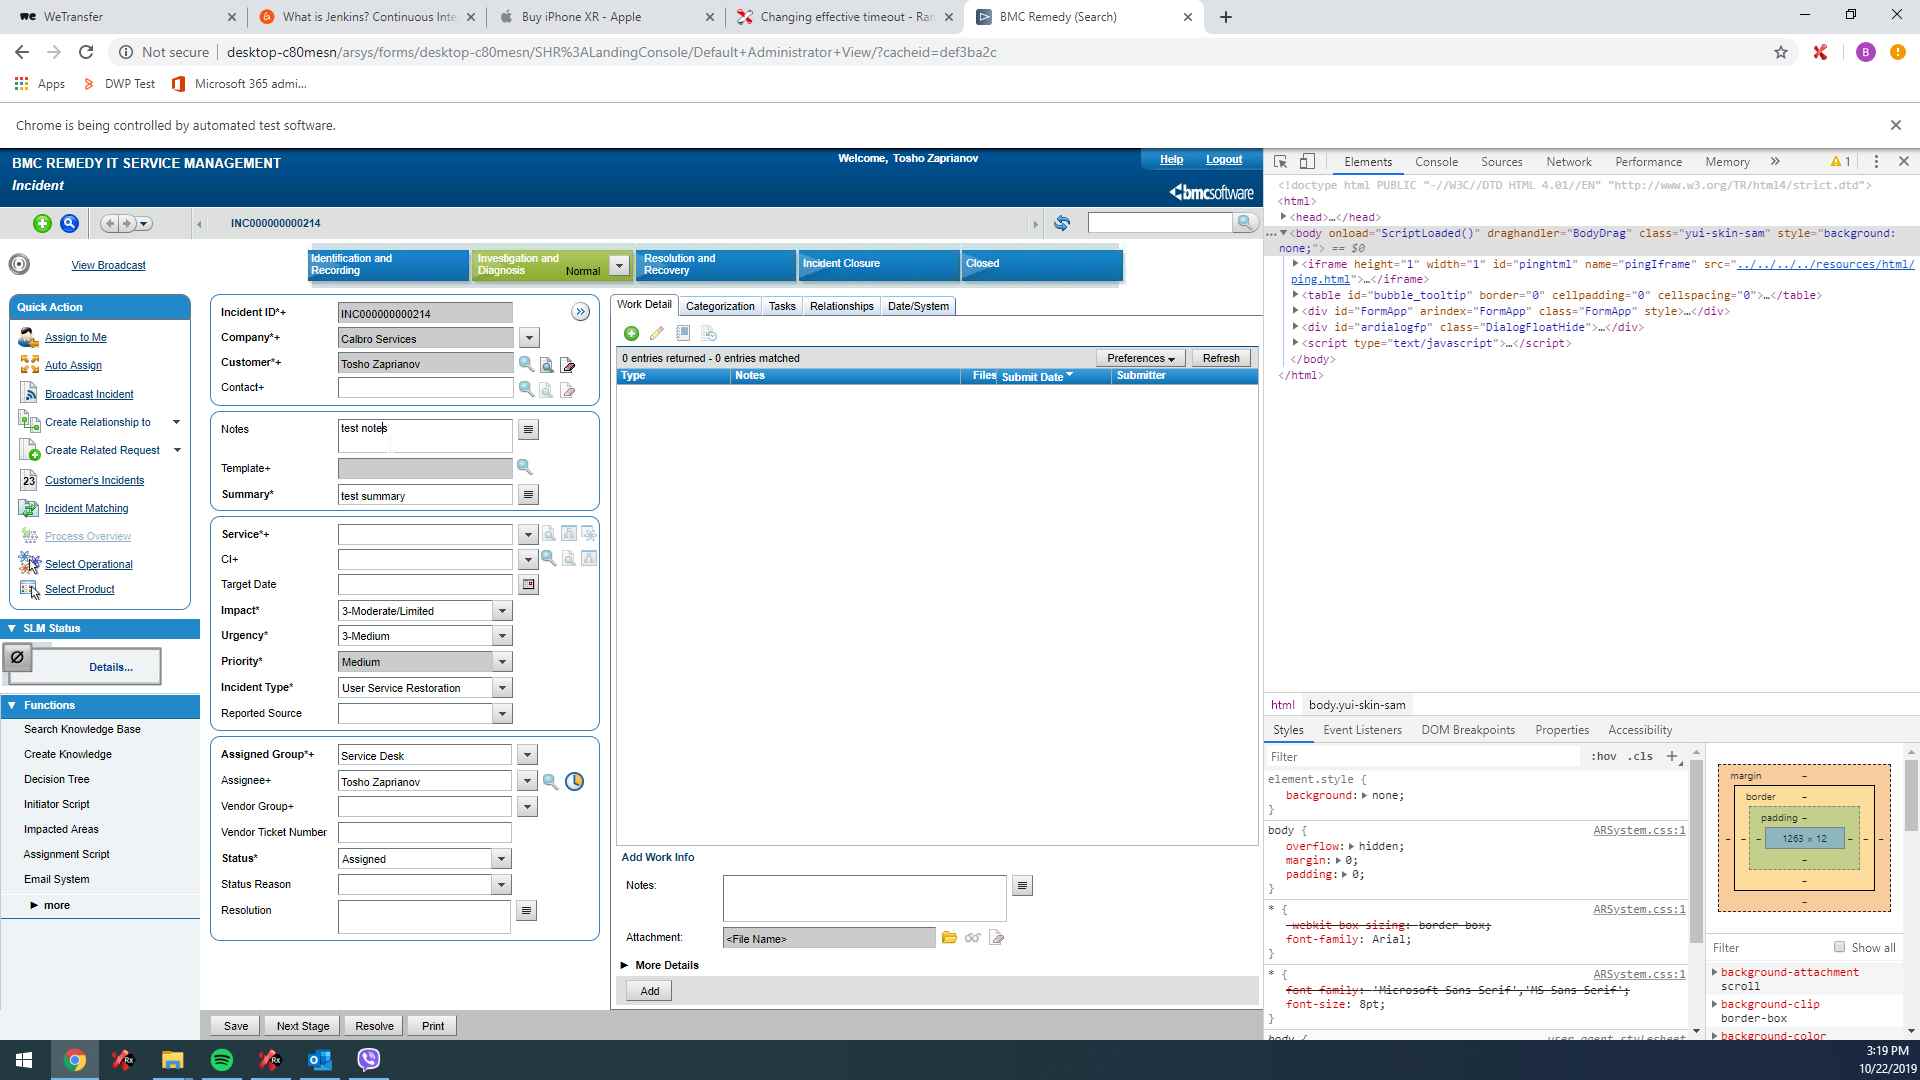 WeTransfer
What is Jenkins? Continuous Inte
Buy iPhone XR - Apple
Changing effective timeout - Ran
BMC Remedy (Search)
Not secure
desktop-c80mesn/arsys/forms/desktop-c80mesn/SHR%3ALandingConsole/Default+Administrator+View/?cacheid=def3ba2c
B
Apps
DWP Test
Microsoft 365 admi...
Chrome is being controlled by automated test software.
BMC REMEDY IT SERVICE MANAGEMENT
Incident
Welcome, Tosho Zaprianov
Help
Logout
bmcsoftware
INC000000000214
View Broadcast
Identification and Recording
Investigation and Diagnosis
Normal
Resolution and Recovery
Incident Closure
Closed
Quick Action
Assign to Me
Auto Assign
Broadcast Incident
Create Relationship to
Create Related Request
23
Customer's Incidents
Incident Matching
Process Overview
Select Operational
Select Product
SLM Status
Details...
Functions
Search Knowledge Base
Create Knowledge
Decision Tree
Initiator Script
Impacted Areas
Assignment Script
Email System
more
Incident ID*+
INC000000000214
Company*+
Calbro Services
Customer*+
Tosho Zaprianov
Contact+
Notes
test notes
Template+
Summary*
test summary
Service*+
CI+
Target Date
Impact*
3-Moderate/Limited
Urgency*
3-Medium
Priority*
Medium
Incident Type*
User Service Restoration
Reported Source
Assigned Group*+
Service Desk
Assignee+
Tosho Zaprianov
Vendor Group+
Vendor Ticket Number
Status*
Assigned
Status Reason
Resolution
Save
Next Stage
Resolve
Print
Work Detail
Categorization
Tasks
Relationships
Date/System
0 entries returned - 0 entries matched
Preferences
Refresh
Type
Notes
Files
Submit Date
Submitter
Add Work Info
Notes:
Attachment:
<File Name>
More Details
Add
Elements
Console
Sources
Network
Performance
Memory
1
<!doctype html PUBLIC "-//W3C//DTD HTML 4.01//EN" "http://www.w3.org/TR/html4/strict.dtd">
<html>
<head>…</head>
<body onload="ScriptLoaded()" draghandler="BodyDrag" class="yui-skin-sam" style="background:
none;"> == $0
<iframe height="1" width="1" id="pinghtml" name="pingIframe" src="../../../../resources/html/
ping.html">…</iframe>
<table id="bubble_tooltip" border="0" cellpadding="0" cellspacing="0">…</table>
<div id="FormApp" arindex="FormApp" class="FormApp" style>…</div>
<div id="ardialogfp" class="DialogFloatHide">…</div>
<script type="text/javascript">…</script>
</body>
</html>
html
body.yui-skin-sam
Styles
Event Listeners
DOM Breakpoints
Properties
Accessibility
Filter
:hov
.cls
element.style {
background: none;
}
body {
ARSystem.css:1
overflow: hidden;
margin: 0;
padding: 0;
}
* {
ARSystem.css:1
-webkit-box-sizing: border-box;
font-family: Arial;
}
* {
ARSystem.css:1
font-family: 'Microsoft Sans Serif','MS Sans Serif';
font-size: 8pt;
}
body {
user agent stylesheet
margin
border
padding
1263 × 12
Filter
Show all
background-attachment
scroll
background-clip
border-box
background-color
3:19 PM
10/22/2019